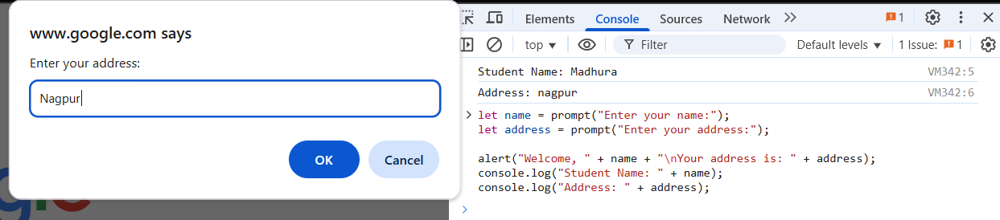 www.google.com says
Enter your address:
Nagpur
OK Cancel
Elements Console Sources Network 1
top Filter Default levels 1 Issue: 1
Student Name: Madhura VM342:5
Address: nagpur VM342:6
let name = prompt("Enter your name:");
let address = prompt("Enter your address:");
alert("Welcome, " + name + "\nYour address is: " + address);
console.log("Student Name: " + name);
console.log("Address: " + address);